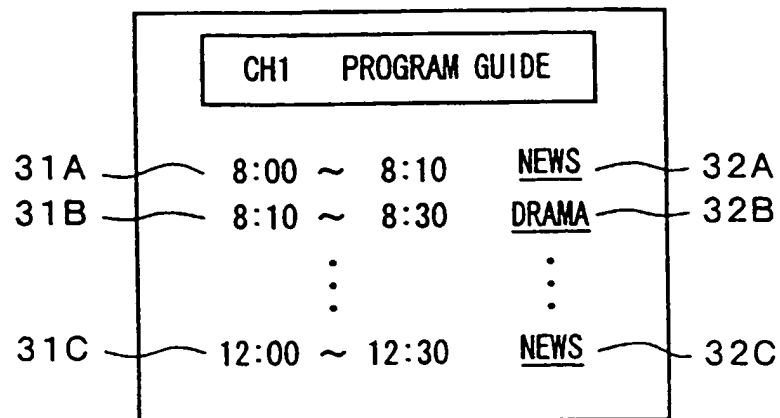 CH1 PROGRAM GUIDE
31A 8:00 ~ 8:10 NEWS 32A
31B 8:10 ~ 8:30 DRAMA 32B
31C 12:00 ~ 12:30 NEWS 32C